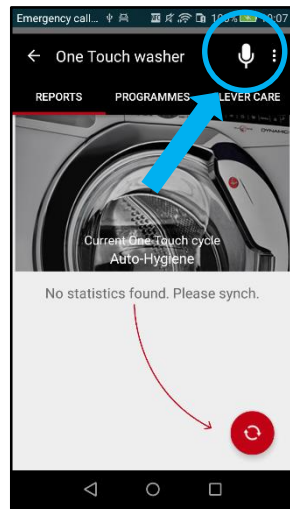 Emergency call...
One Touch washer
REPORTS PROGRAMMES LEVER CARE
DYNAMIC
Current One Touch cycle
Auto-Hygiene
No statistics found. Please synch.